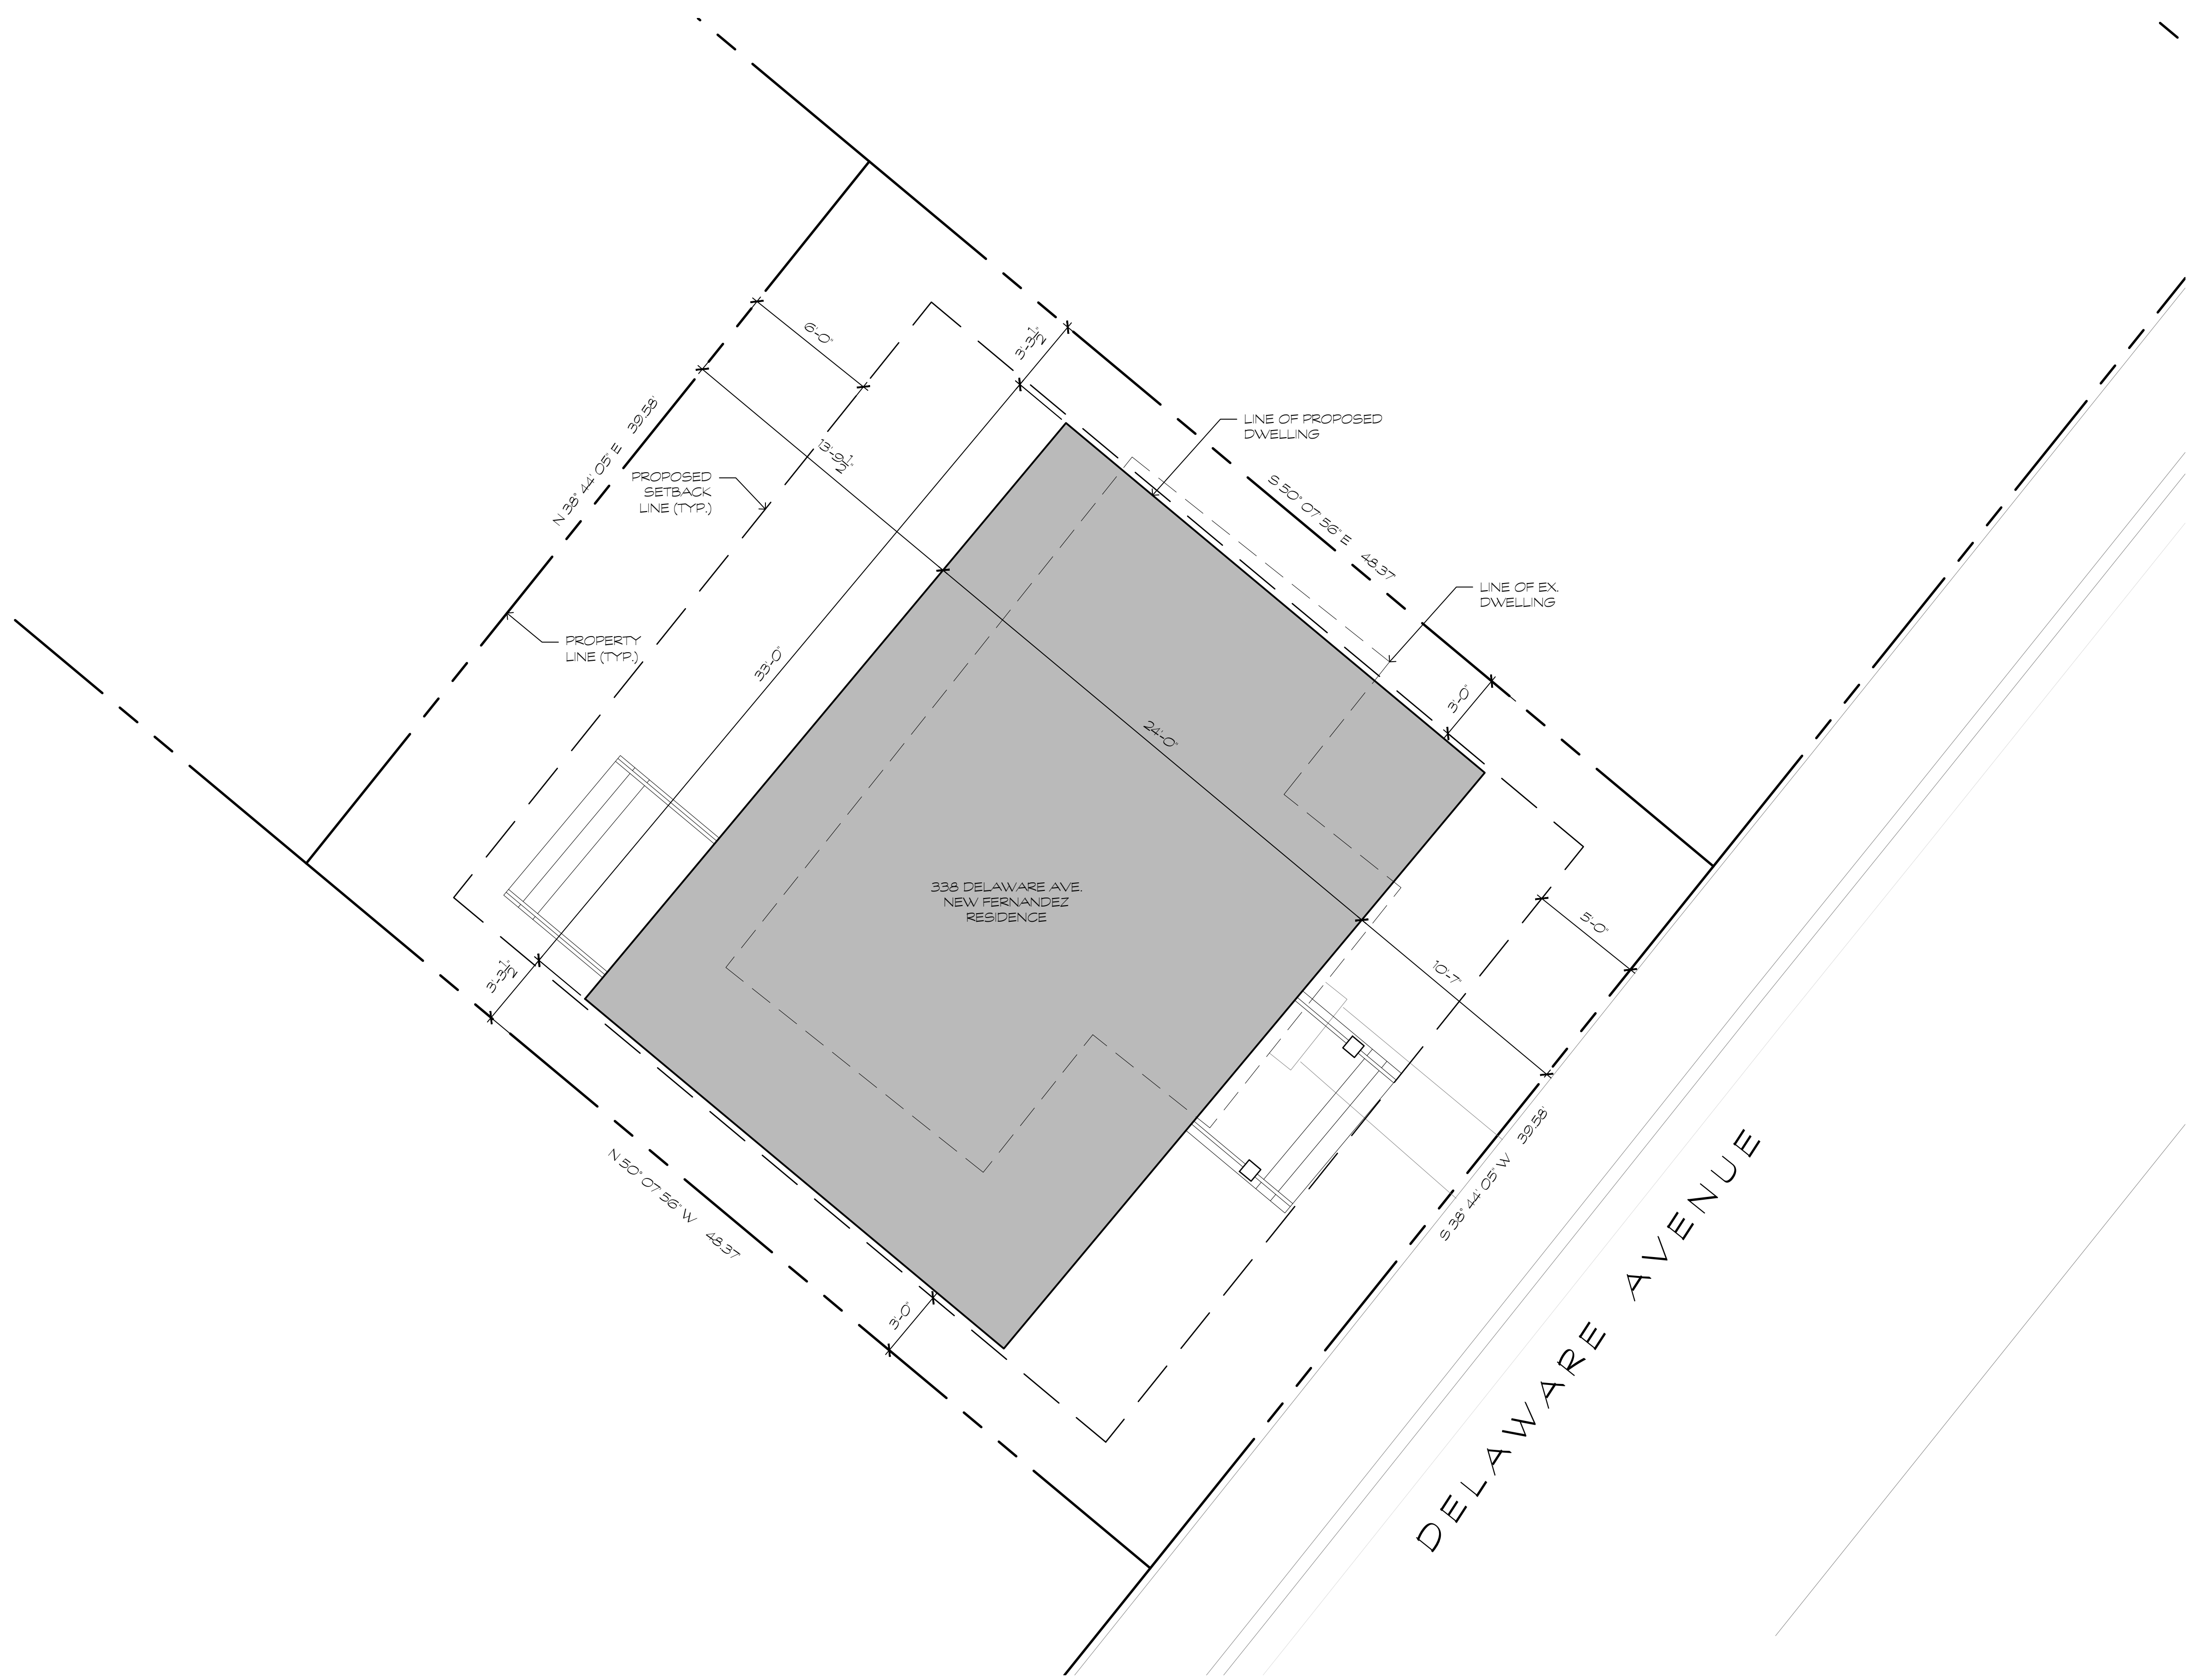 6'-0"
3'-3 1/2"
N 38° 44' 05" E 39.58'
13'-9 1/2"
LINE OF PROPOSED
DWELLING
PROPOSED
SETBACK
LINE (TYP.)
S 50° 07' 56" E 48.37
LINE OF EX.
DWELLING
PROPERTY
LINE (TYP.)
33'-0"
3'-0"
24'-0"
338 DELAWARE AVE.
NEW FERNANDEZ
RESIDENCE
5'-0"
3'-3 1/2"
10'-7"
S 38° 44' 05" W 39.58'
N 50° 07' 56" W 48.37
3'-0"
DELAWARE AVENUE